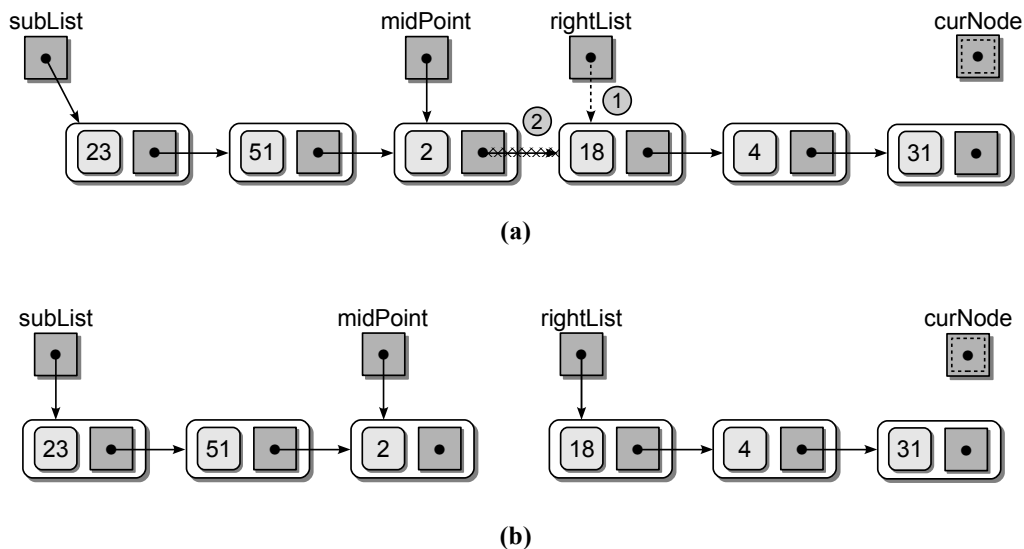 subList midPoint rightList curNode
1
2
23 51 2 18 4 31
(a)
subList midPoint rightList curNode
23 51 2 18 4 31
(b)